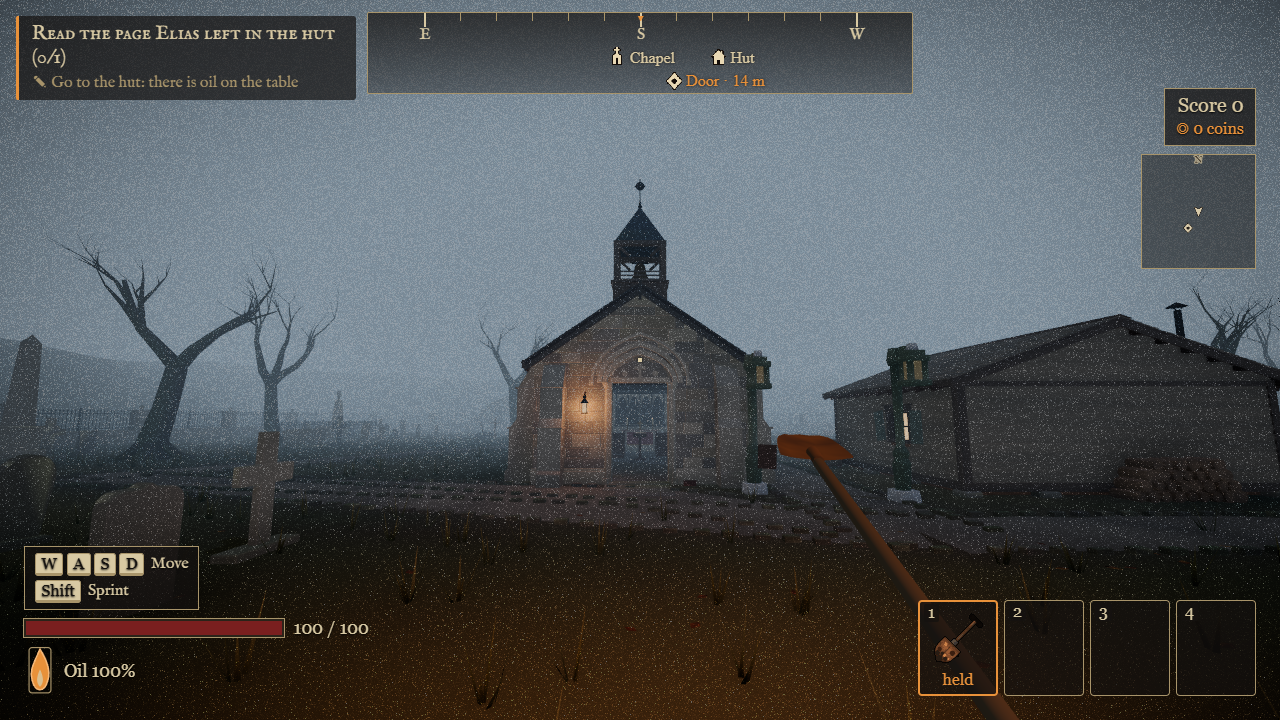 Read the page Elias left in the hut
(0/1)
Go to the hut: there is oil on the table
E S W
Chapel Hut
Door · 14 m
Score 0
0 coins
N
W A S D Move
Shift Sprint
100 / 100
Oil 100%
1 2 3 4
held